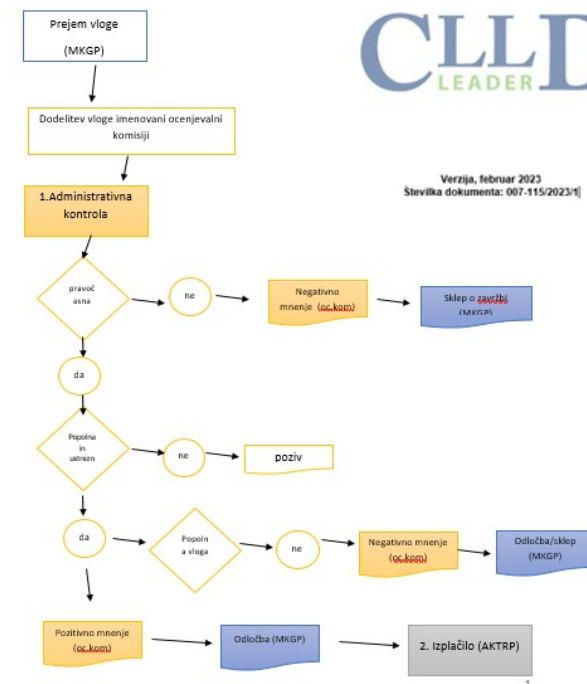 Prejem vloge
(MKGP)
CLLD
LEADER
Dodelitev vloge imenovani ocenjevalni
komisiji
Verzija, februar 2023
Številka dokumenta: 007-115/2023/1
1.Administrativna
kontrola
pravoč
asna
ne
Negativno
mnenje (oc.kom)
Sklep o zavržbi
(MKGP)
da
Popolna
in
ustrezn
ne
poziv
da
Popoln
a vloga
ne
Negativno mnenje
(oc.kom)
Odločba/sklep
(MKGP)
Pozitivno mnenje
(oc.kom)
Odločba (MKGP)
2. Izplačilo (AKTRP)